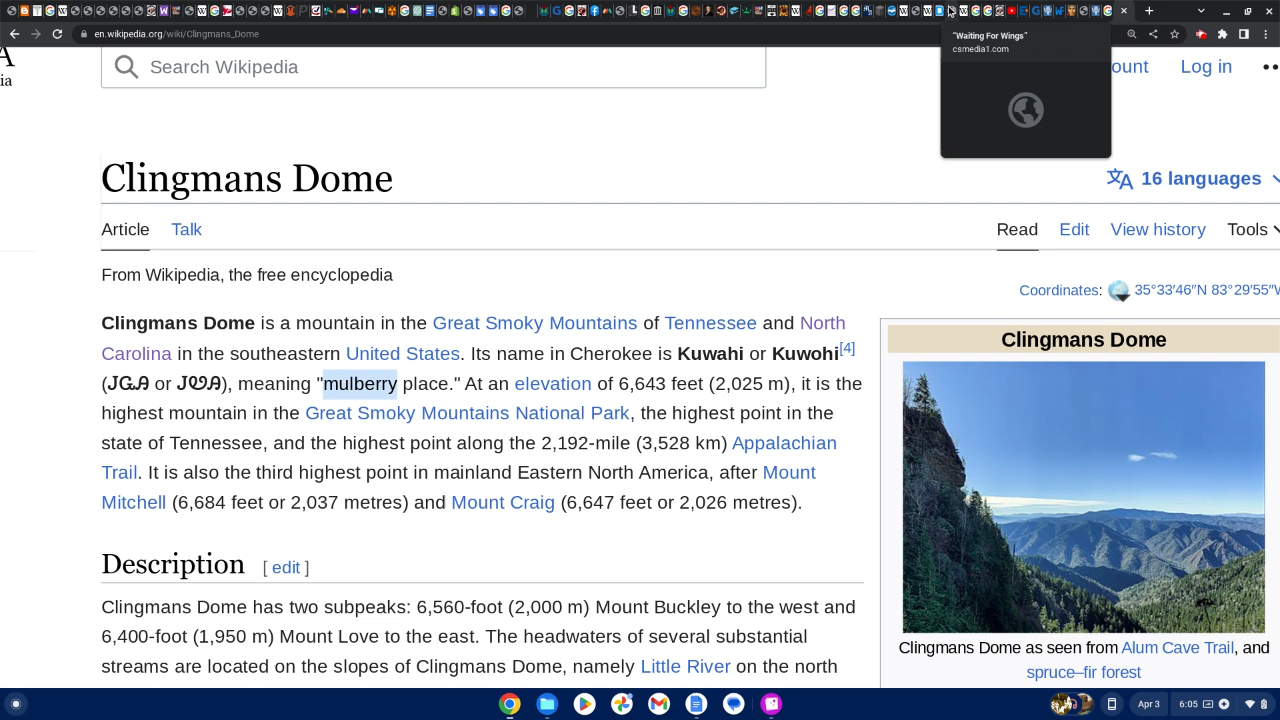 "Waiting For Wings"
csmedia1.com
en.wikipedia.org/wiki/Clingmans_Dome
A
ia
Search Wikipedia
ount
Log in
Clingmans Dome
16 languages
Article
Talk
Read
Edit
View history
Tools
From Wikipedia, the free encyclopedia
Coordinates: 35°33′46″N 83°29′55″W
Clingmans Dome is a mountain in the Great Smoky Mountains of Tennessee and North
Carolina in the southeastern United States. Its name in Cherokee is Kuwahi or Kuwohi[4]
(ᎫᏩᎯ or ᎫᏬᎯ), meaning "mulberry place." At an elevation of 6,643 feet (2,025 m), it is the
highest mountain in the Great Smoky Mountains National Park, the highest point in the
state of Tennessee, and the highest point along the 2,192-mile (3,528 km) Appalachian
Trail. It is also the third highest point in mainland Eastern North America, after Mount
Mitchell (6,684 feet or 2,037 metres) and Mount Craig (6,647 feet or 2,026 metres).
Clingmans Dome
Clingmans Dome as seen from Alum Cave Trail, and
spruce–fir forest
Description [ edit ]
Clingmans Dome has two subpeaks: 6,560-foot (2,000 m) Mount Buckley to the west and
6,400-foot (1,950 m) Mount Love to the east. The headwaters of several substantial
streams are located on the slopes of Clingmans Dome, namely Little River on the north
Apr 3
6:05